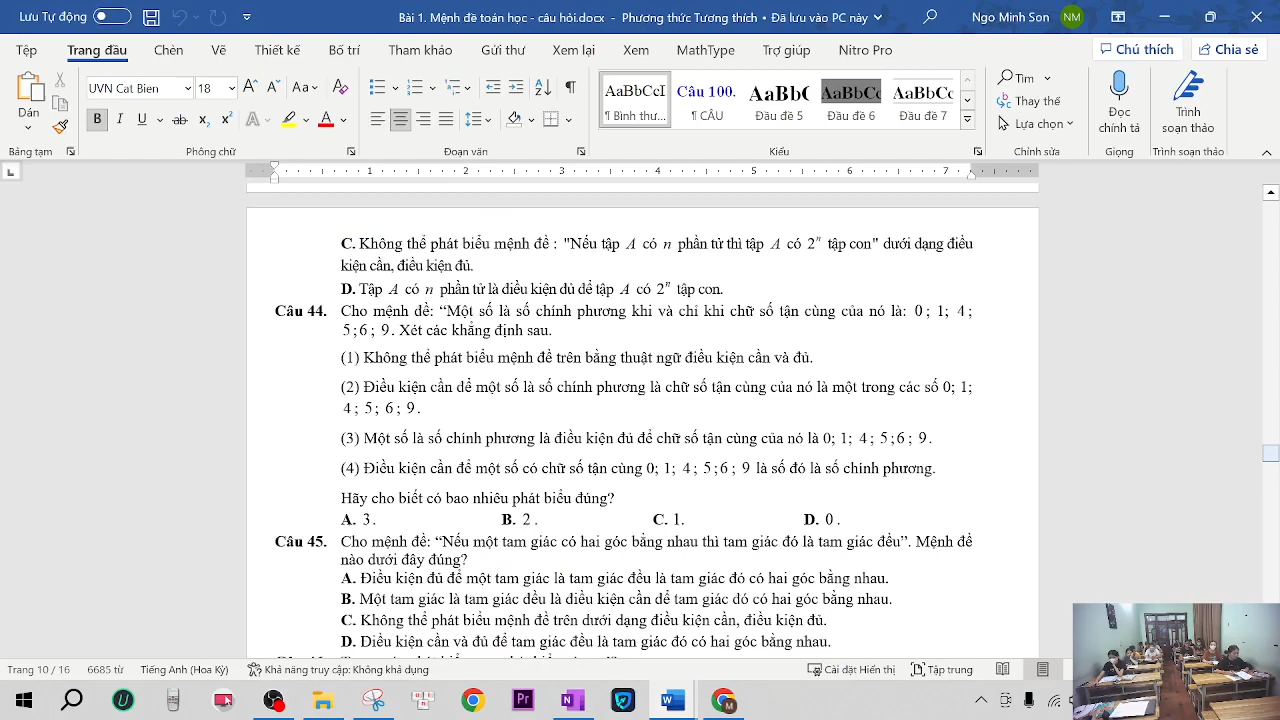 Lưu Tự động
Bài 1. Mệnh đề toán học - câu hỏi.docx - Phương thức Tương thích • Đã lưu vào PC này
Ngo Minh Son NM
Tệp Trang đầu Chèn Vẽ Thiết kế Bố trí Tham khảo Gửi thư Xem lại Xem MathType Trợ giúp Nitro Pro Chú thích Chia sẻ
Dán
UVN Cat Bien 18
AaBbCcI Câu 100. AaBbC AaBbCc AaBbCc
¶ Bình thư... ¶ CÂU Đầu đề 5 Đầu đề 6 Đầu đề 7
Tìm
Thay thế
Lựa chọn
Đọc chính tả
Trình soạn thảo
Bảng tạm Phông chữ Đoạn văn Kiểu Chỉnh sửa Giọng Trình soạn thảo
1 2 3 4 5 6 7
C. Không thể phát biểu mệnh đề : "Nếu tập A có n phần tử thì tập A có 2ⁿ tập con" dưới dạng điều
kiện cần, điều kiện đủ.
D. Tập A có n phần tử là điều kiện đủ để tập A có 2ⁿ tập con.
Câu 44. Cho mệnh đề: “Một số là số chính phương khi và chỉ khi chữ số tận cùng của nó là: 0 ; 1; 4 ;
5 ;6 ; 9 . Xét các khẳng định sau.
(1) Không thể phát biểu mệnh đề trên bằng thuật ngữ điều kiện cần và đủ.
(2) Điều kiện cần để một số là số chính phương là chữ số tận cùng của nó là một trong các số 0; 1;
4 ; 5 ; 6 ; 9 .
(3) Một số là số chính phương là điều kiện đủ để chữ số tận cùng của nó là 0; 1; 4 ; 5 ;6 ; 9 .
(4) Điều kiện cần để một số có chữ số tận cùng 0; 1; 4 ; 5 ;6 ; 9 là số đó là số chính phương.
Hãy cho biết có bao nhiêu phát biểu đúng?
A. 3 . B. 2 . C. 1. D. 0 .
Câu 45. Cho mệnh đề: “Nếu một tam giác có hai góc bằng nhau thì tam giác đó là tam giác đều”. Mệnh đề
nào dưới đây đúng?
A. Điều kiện đủ để một tam giác là tam giác đều là tam giác đó có hai góc bằng nhau.
B. Một tam giác là tam giác đều là điều kiện cần để tam giác đó có hai góc bằng nhau.
C. Không thể phát biểu mệnh đề trên dưới dạng điều kiện cần, điều kiện đủ.
D. Điều kiện cần và đủ để tam giác đều là tam giác đó có hai góc bằng nhau.
Trang 10 / 16 6685 từ Tiếng Anh (Hoa Kỳ) Khả năng truy cập: Không khả dụng Cài đặt Hiển thị Tập trung